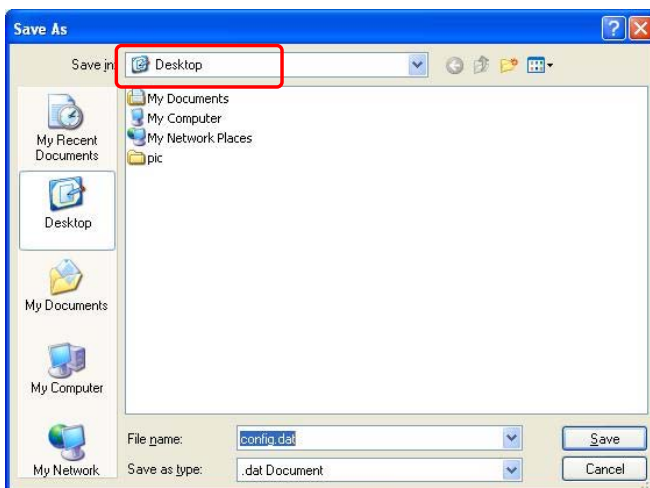 Save As
Save in: Desktop
My Documents
My Computer
My Network Places
pic
My Recent
Documents
Desktop
My Documents
My Computer
My Network
File name: config.dat Save
Save as type: .dat Document Cancel